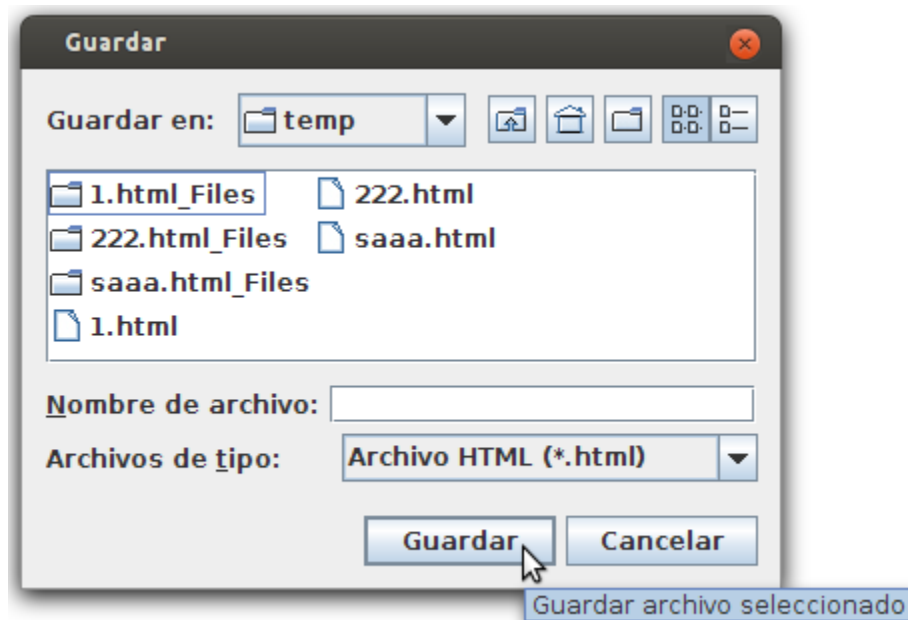 Guardar
Guardar en: temp
1.html_Files 222.html
222.html_Files saaa.html
saaa.html_Files
1.html
Nombre de archivo:
Archivos de tipo: Archivo HTML (*.html)
Guardar Cancelar
Guardar archivo seleccionado